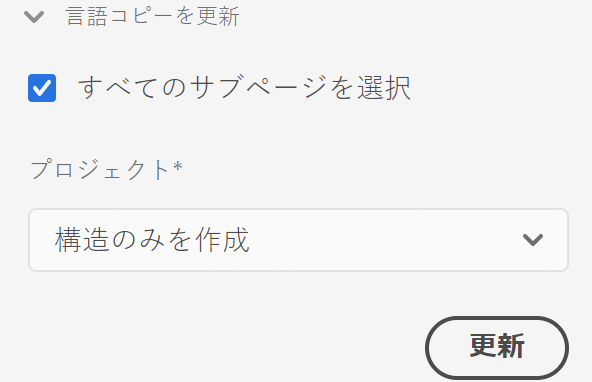 言語コピーを更新
すべてのサブページを選択
プロジェクト*
構造のみを作成
更新